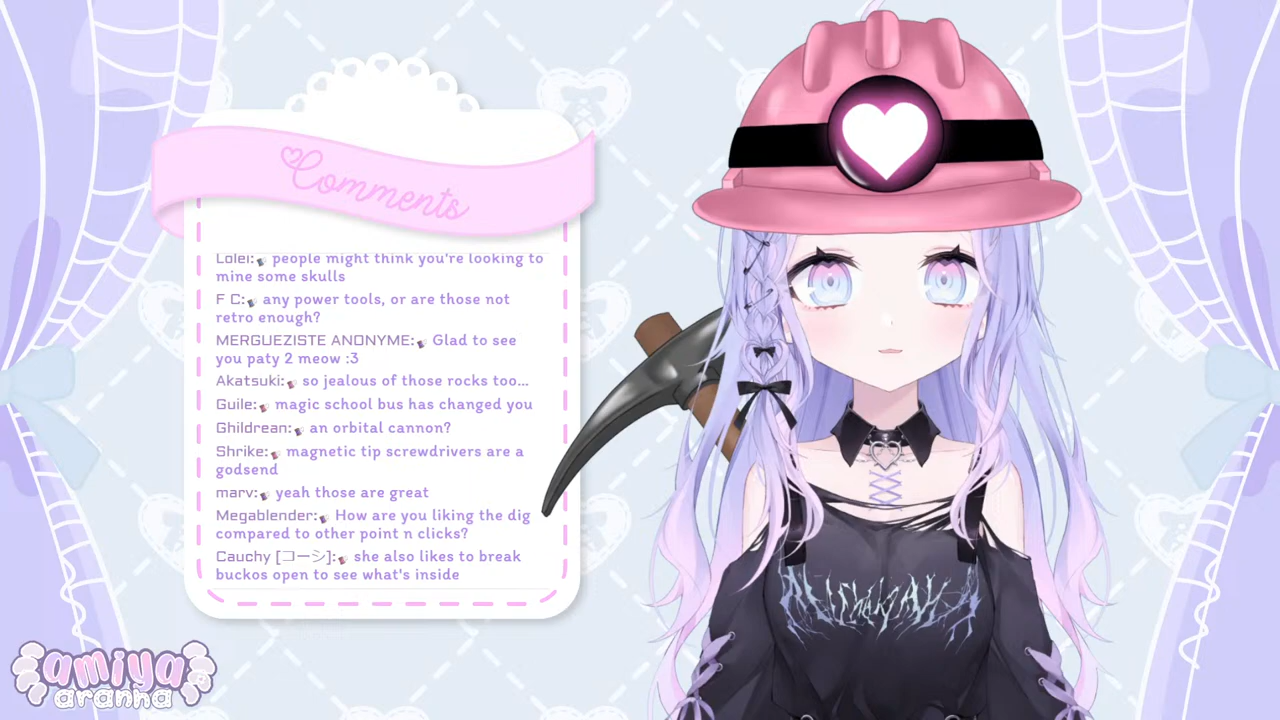 Comments
Lolei: people might think you're looking to
mine some skulls
F C: any power tools, or are those not
retro enough?
MERGUEZISTE ANONYME: Glad to see
you paty 2 meow :3
Akatsuki: so jealous of those rocks too...
Guile: magic school bus has changed you
Ghildrean: an orbital cannon?
Shrike: magnetic tip screwdrivers are a
godsend
marv: yeah those are great
Megablender: How are you liking the dig
compared to other point n clicks?
Cauchy [コーシ]: she also likes to break
buckos open to see what's inside
amiya
aranha